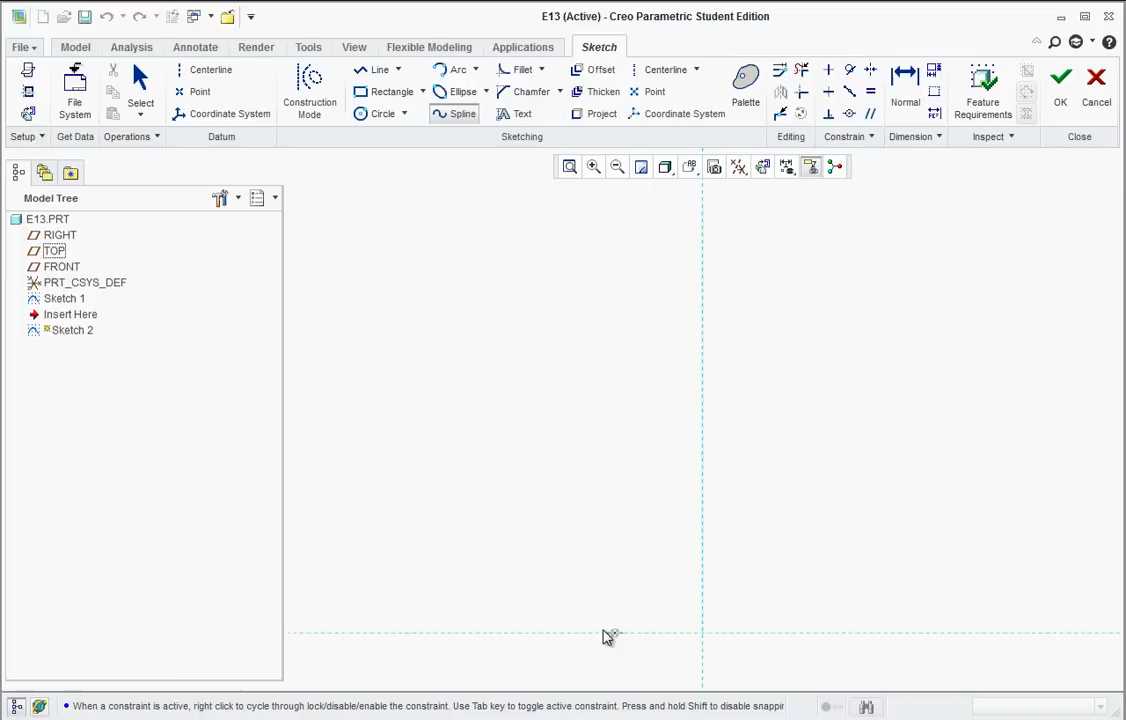 E13 (Active) - Creo Parametric Student Edition
File Model Analysis Annotate Render Tools View Flexible Modeling Applications Sketch
Centerline Line Arc Fillet Offset Centerline
Point Rectangle Ellipse Chamfer Thicken Point
Coordinate System Circle Spline Text Project Coordinate System
File System Select Construction Mode Palette Normal Feature Requirements OK Cancel
Setup Get Data Operations Datum Sketching Editing Constrain Dimension Inspect Close
Model Tree
E13.PRT
RIGHT
TOP
FRONT
PRT_CSYS_DEF
Sketch 1
Insert Here
Sketch 2
When a constraint is active, right click to cycle through lock/disable/enable the constraint. Use Tab key to toggle active constraint. Press and hold Shift to disable snappin